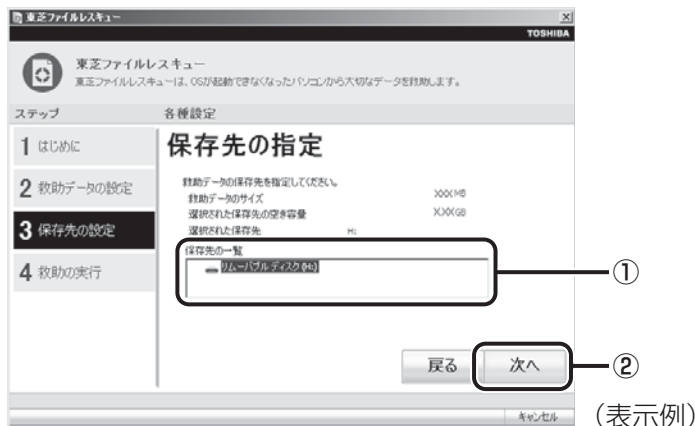 東芝ファイルレスキュー
TOSHIBA
東芝ファイルレスキュー
東芝ファイルレスキューは、OSが起動できなくなったパソコンから大切なデータを救助します。
ステップ
各種設定
1 はじめに
2 救助データの設定
3 保存先の設定
4 救助の実行
保存先の指定
救助データの保存先を指定してください。
救助データのサイズ XXXXMB
選択された保存先の空き容量 XXXXGB
選択された保存先 H:
保存先の一覧
リムーバブル ディスク (H:)
①
戻る
次へ
②
キャンセル
(表示例)